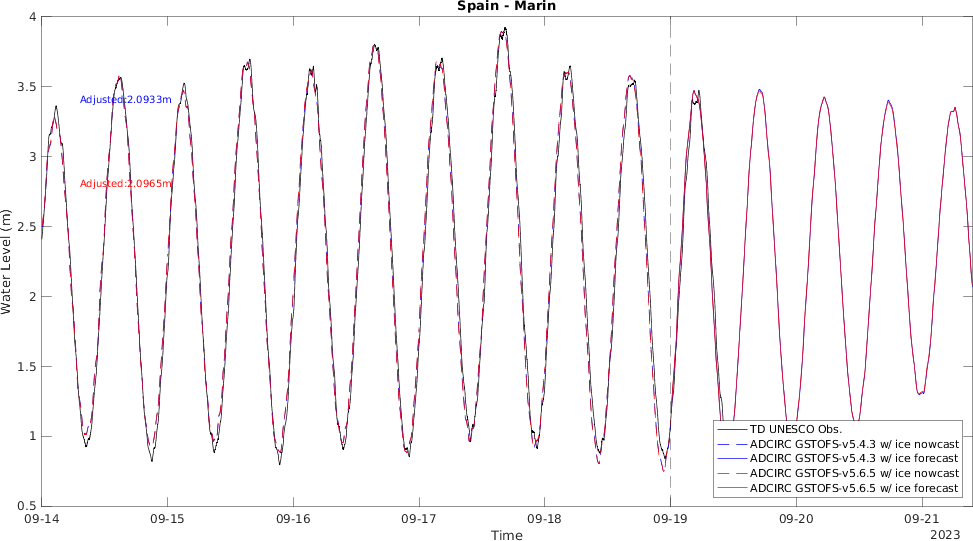 Spain - Marin
4
3.5
3
2.5
2
1.5
1
0.5
Water Level (m)
Adjusted:2.0933m
Adjusted:2.0965m
TD UNESCO Obs.
ADCIRC GSTOFS-v5.4.3 w/ ice nowcast
ADCIRC GSTOFS-v5.4.3 w/ ice forecast
ADCIRC GSTOFS-v5.6.5 w/ ice nowcast
ADCIRC GSTOFS-v5.6.5 w/ ice forecast
09-14 09-15 09-16 09-17 09-18 09-19 09-20 09-21
Time
2023